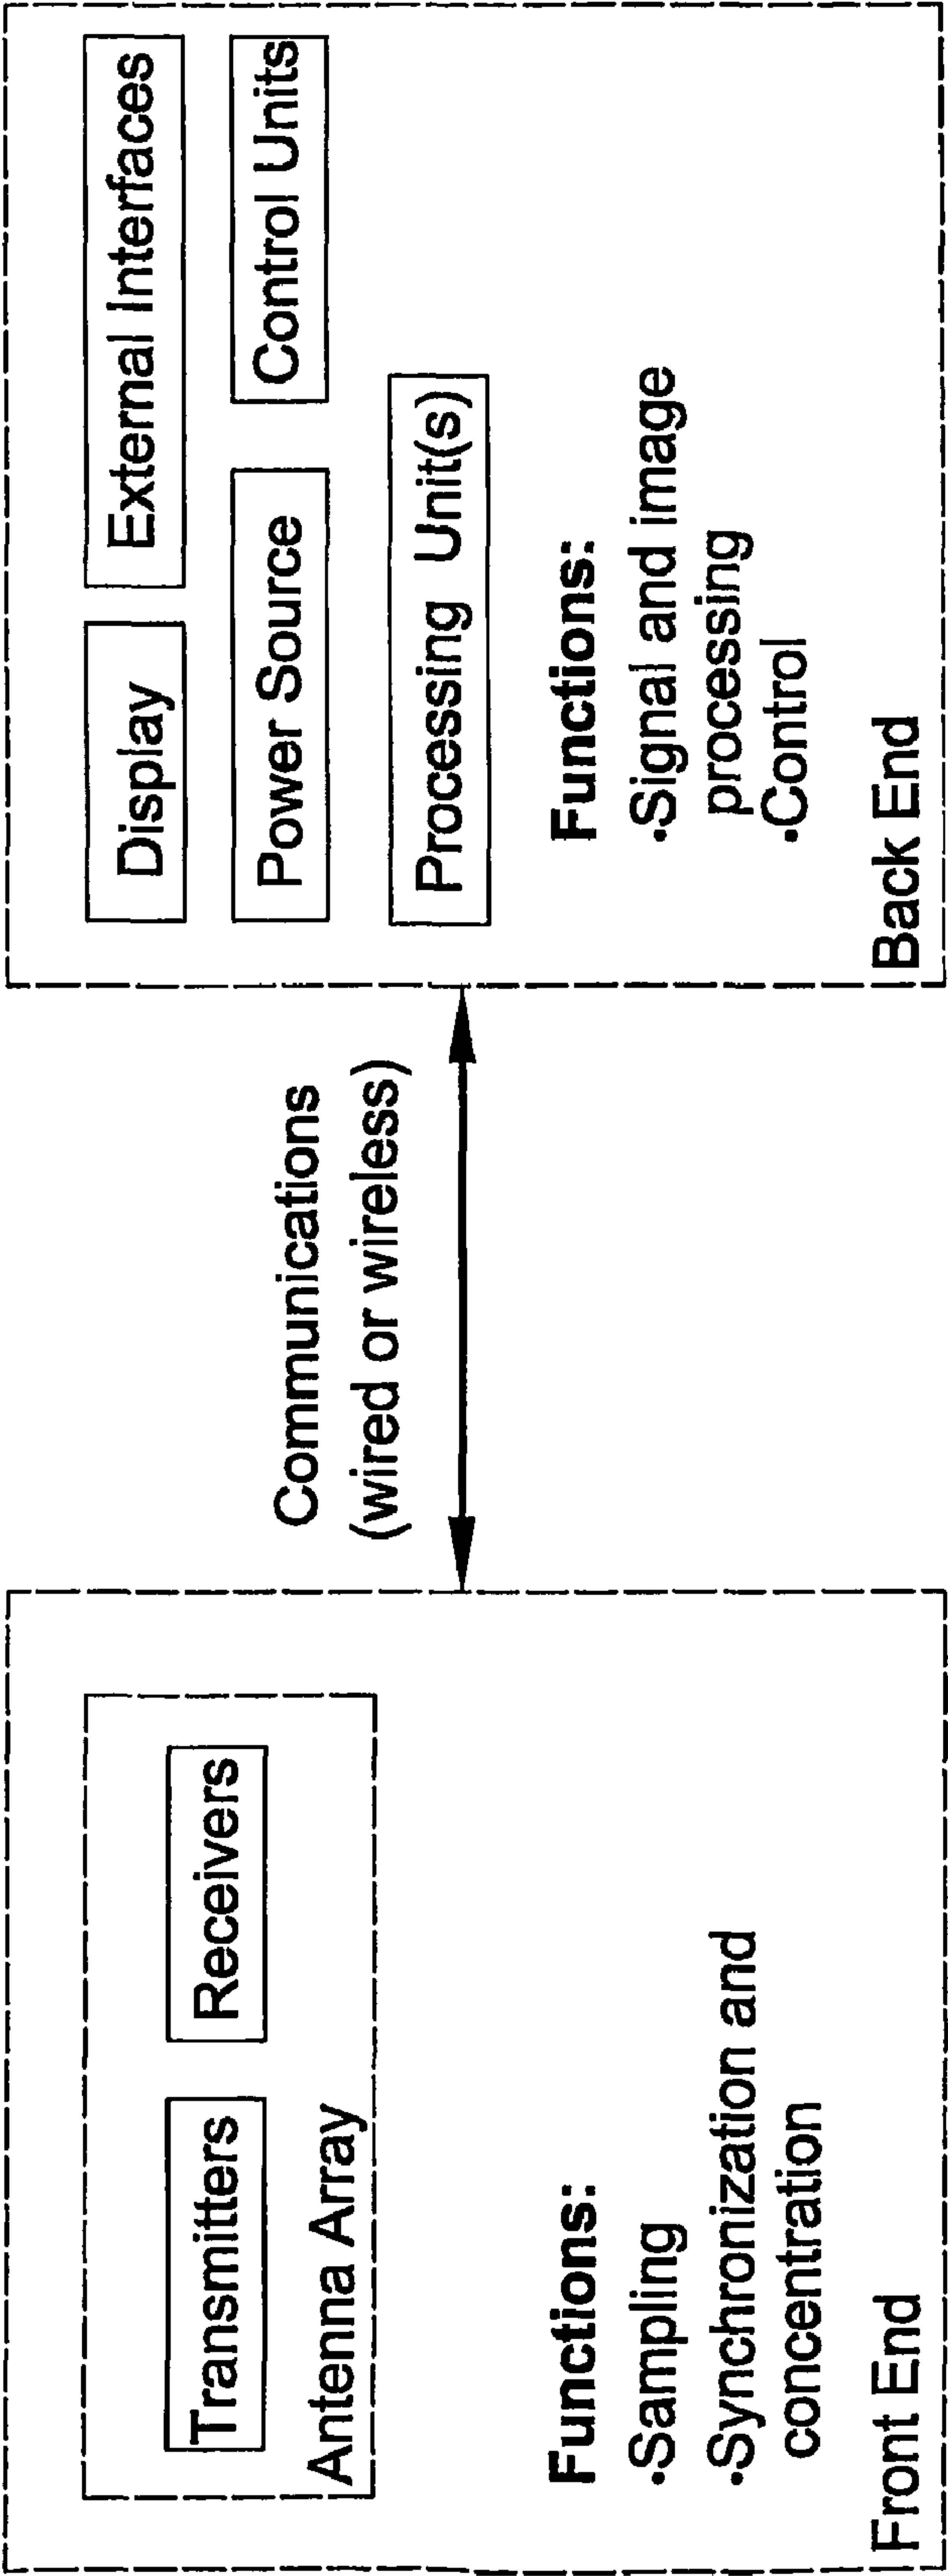 Transmitters
Receivers
Antenna Array
Functions:
•Sampling
•Synchronization and
concentration
Front End
Communications
(wired or wireless)
Display
External Interfaces
Power Source
Control Units
Processing Unit(s)
Functions:
•Signal and image
processing
•Control
Back End